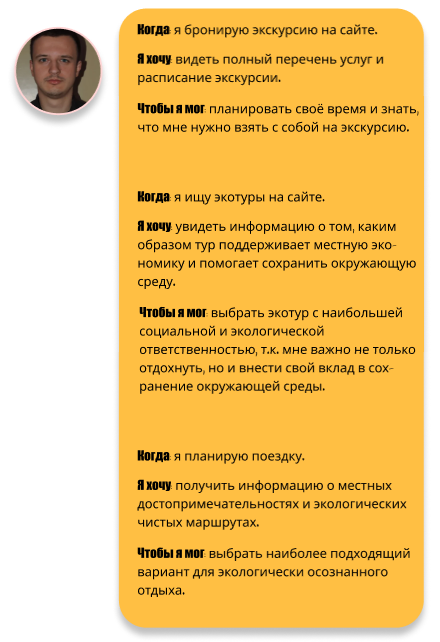 Когда: я бронирую экскурсию на сайте.
Я хочу: видеть полный перечень услуг и
расписание экскурсии.
Чтобы я мог: планировать своё время и знать,
что мне нужно взять с собой на экскурсию.
Когда: я ищу экотуры на сайте.
Я хочу: увидеть информацию о том, каким
образом тур поддерживает местную эко-
номику и помогает сохранить окружающую
среду.
Чтобы я мог: выбрать экотур с наибольшей
социальной и экологической
ответственностью, т.к. мне важно не только
отдохнуть, но и внести свой вклад в сох-
ранение окружающей среды.
Когда: я планирую поездку.
Я хочу: получить информацию о местных
достопримечательностях и экологических
чистых маршрутах.
Чтобы я мог: выбрать наиболее подходящий
вариант для экологически осознанного
отдыха.